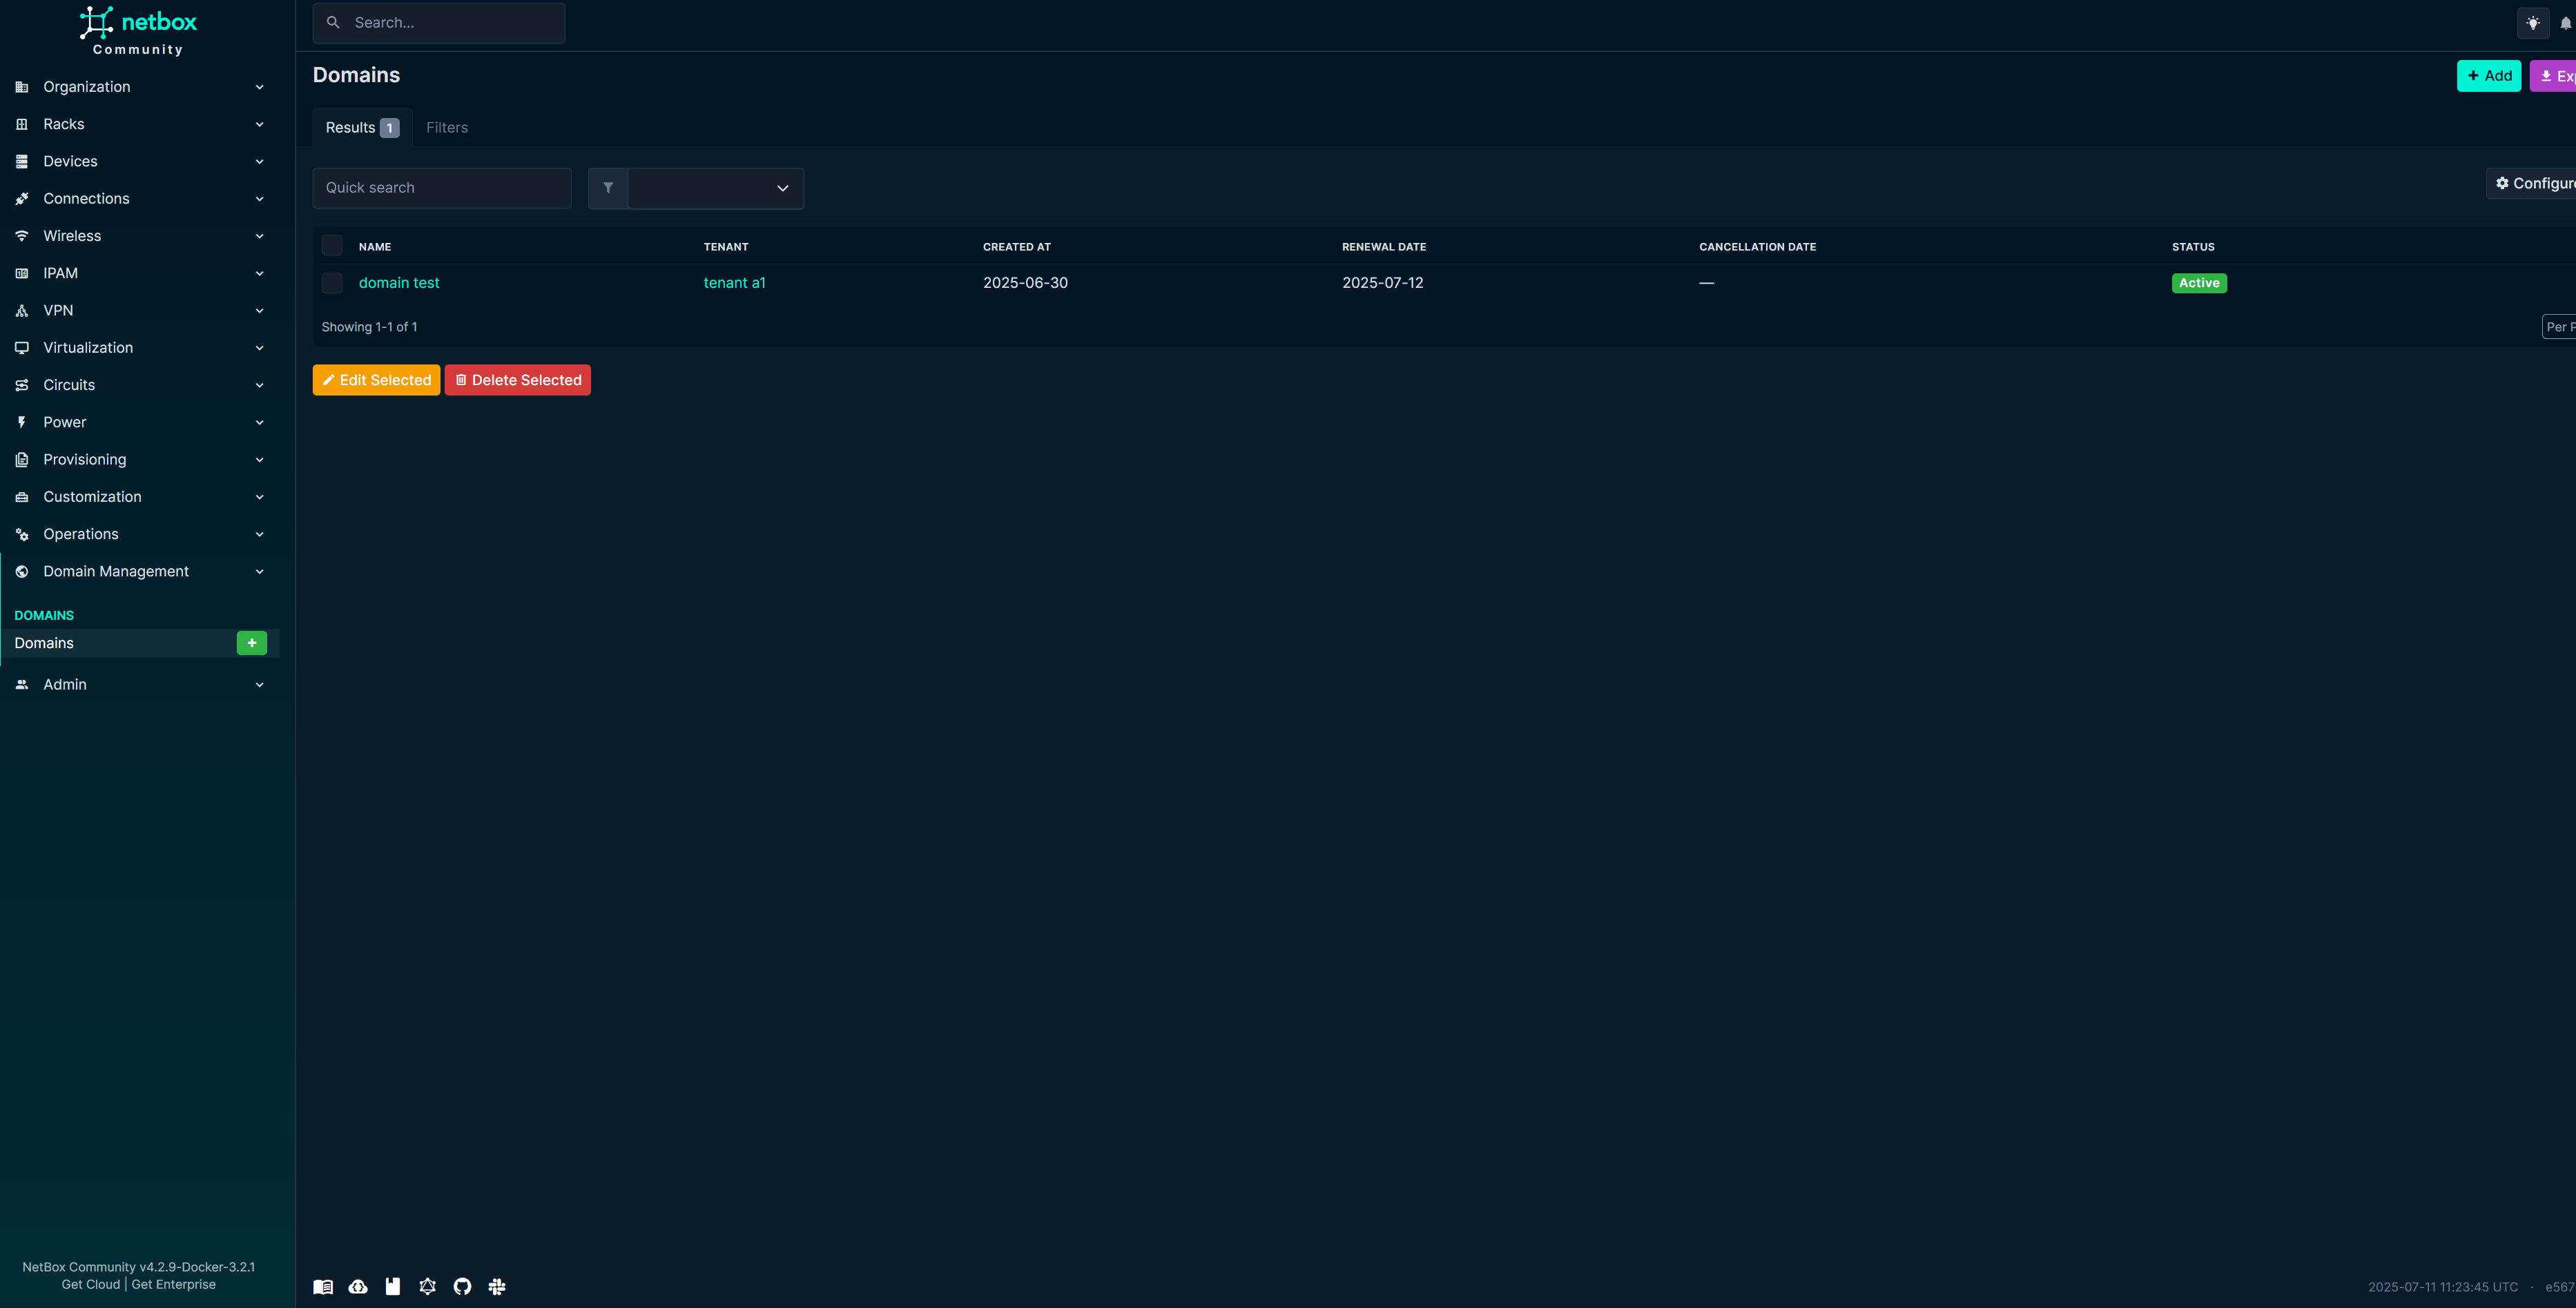 netbox
Community
Search...
Domains
+ Add
Exp
Results 1
Filters
Quick search
Configure
NAME TENANT CREATED AT RENEWAL DATE CANCELLATION DATE STATUS
domain test tenant a1 2025-06-30 2025-07-12 — Active
Showing 1-1 of 1
Per P
Edit Selected
Delete Selected
Organization
Racks
Devices
Connections
Wireless
IPAM
VPN
Virtualization
Circuits
Power
Provisioning
Customization
Operations
Domain Management
DOMAINS
Domains
+
Admin
NetBox Community v4.2.9-Docker-3.2.1
Get Cloud | Get Enterprise
2025-07-11 11:23:45 UTC · e567